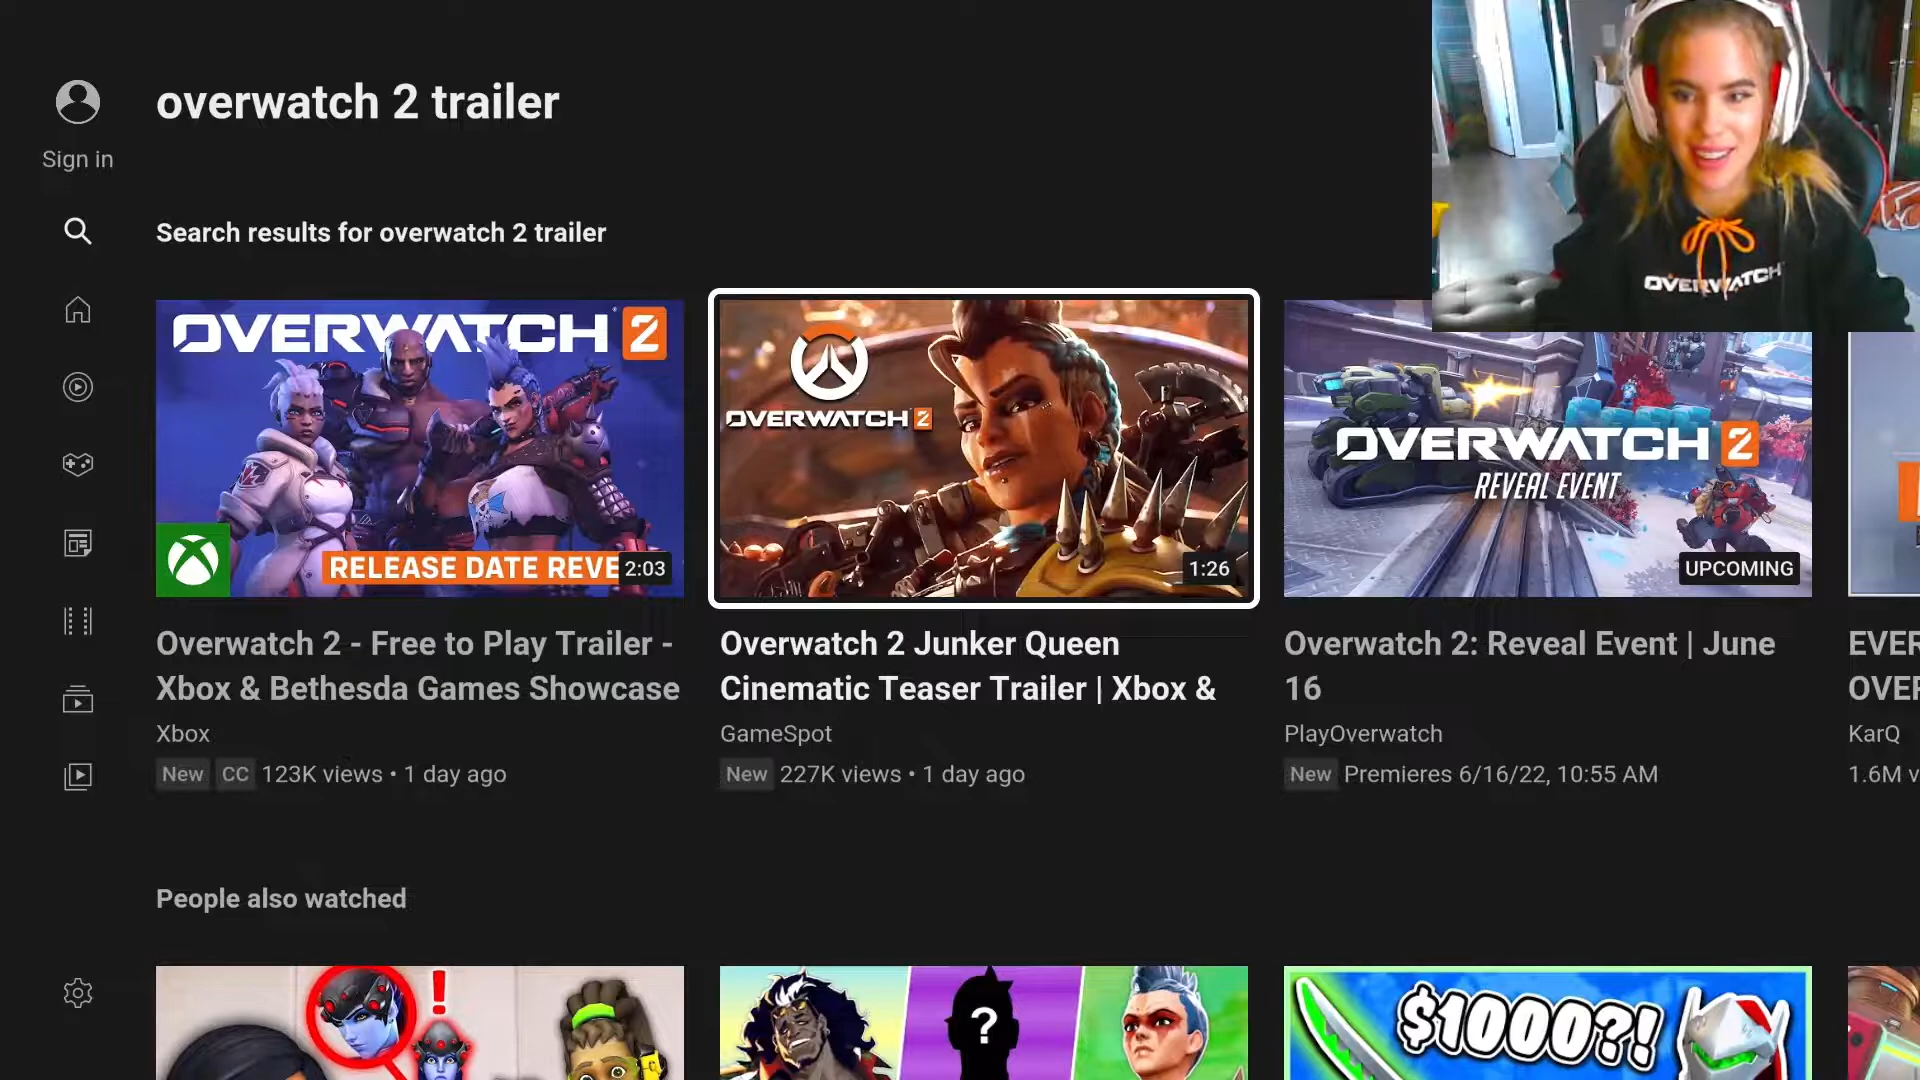 overwatch 2 trailer
Sign in
Search results for overwatch 2 trailer
OVERWATCH
OVERWATCH 2
RELEASE DATE REVE
2:03
OVERWATCH 2
1:26
OVERWATCH 2
REVEAL EVENT
UPCOMING
Overwatch 2 - Free to Play Trailer -
Xbox & Bethesda Games Showcase
Xbox
New CC 123K views • 1 day ago
Overwatch 2 Junker Queen
Cinematic Teaser Trailer | Xbox &
GameSpot
New 227K views • 1 day ago
Overwatch 2: Reveal Event | June
16
PlayOverwatch
New Premieres 6/16/22, 10:55 AM
EVER
OVER
KarQ
1.6M v
People also watched
!
?
$1000?!